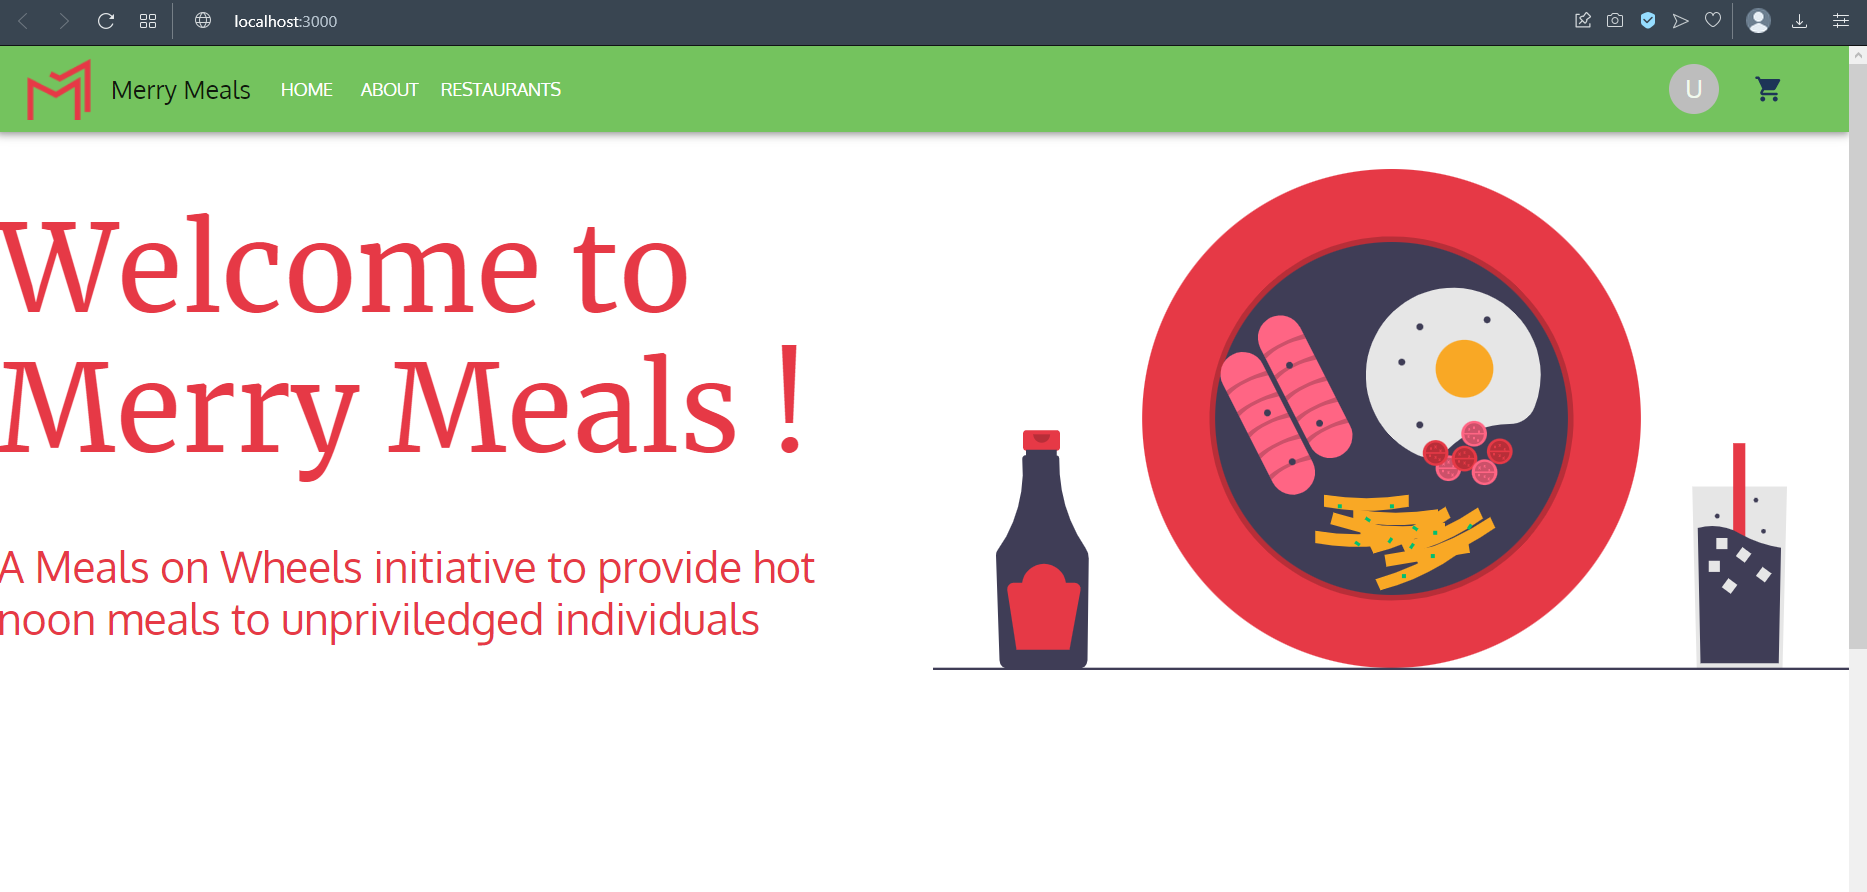 localhost:3000
Merry Meals HOME ABOUT RESTAURANTS U
Welcome to
Merry Meals !
A Meals on Wheels initiative to provide hot
noon meals to unpriviledged individuals